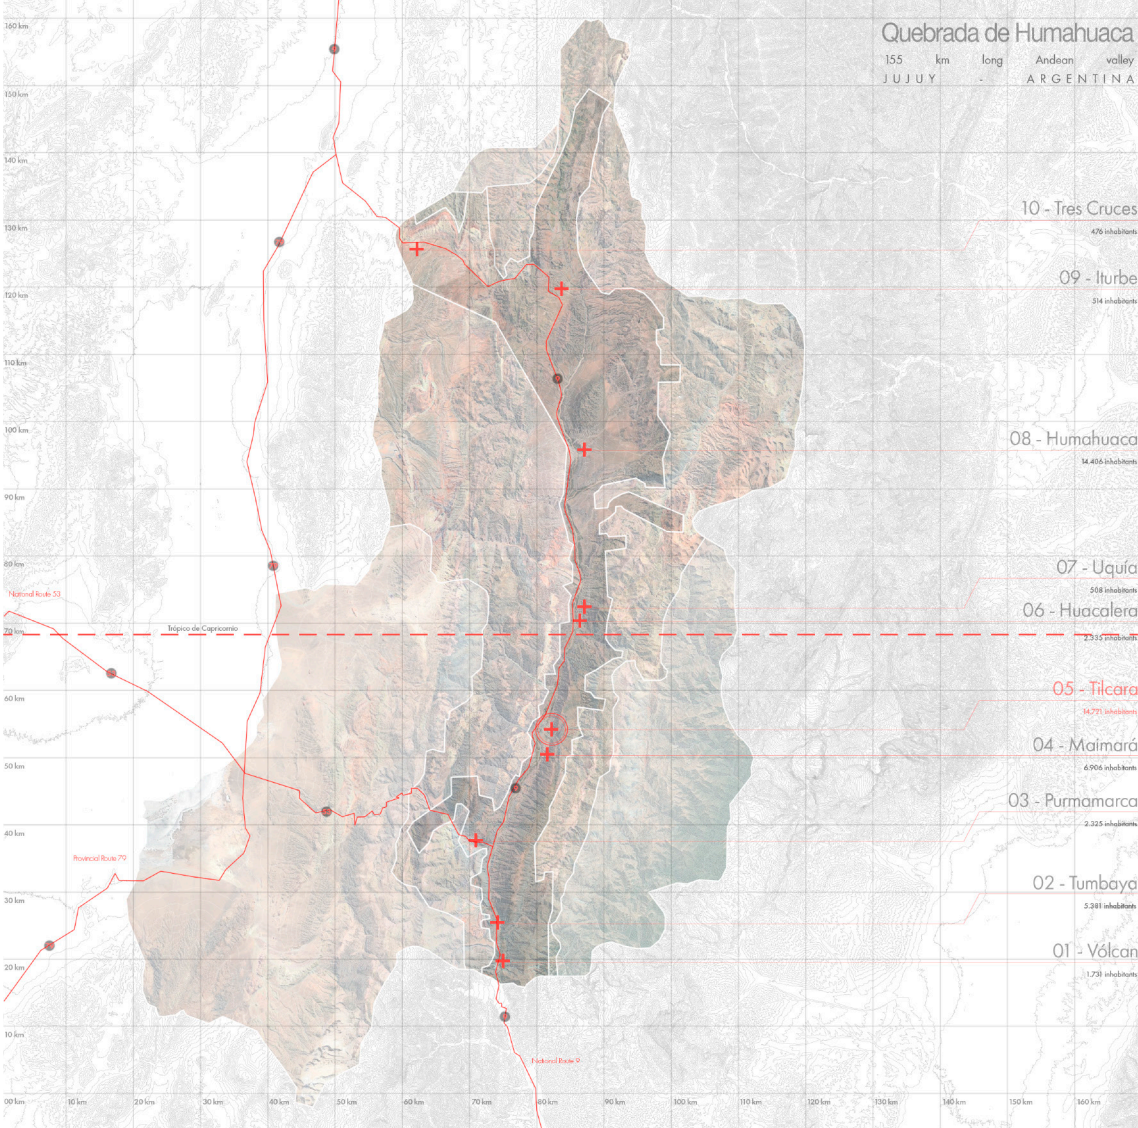 Quebrada de Humahuaca
155 km long Andean valley
JUJUY - ARGENTINA
160 km
150 km
140 km
130 km
120 km
110 km
100 km
90 km
80 km
70 km
60 km
50 km
40 km
30 km
20 km
10 km
10 - Tres Cruces
476 inhabitants
09 - Iturbe
514 inhabitants
08 - Humahuaca
14.406 inhabitants
07 - Uquía
508 inhabitants
06 - Huacalera
2.335 inhabitants
05 - Tilcara
14.721 inhabitants
04 - Maimará
6.906 inhabitants
03 - Purmamarca
2.325 inhabitants
02 - Tumbaya
5.381 inhabitants
01 - Vólcan
1.731 inhabitants
National Route 53
Trópico de Capricornio
Provincial Route 79
National Route 9
00 km 10 km 20 km 30 km 40 km 50 km 60 km 70 km 80 km 90 km 100 km 110 km 120 km 130 km 140 km 150 km 160 km